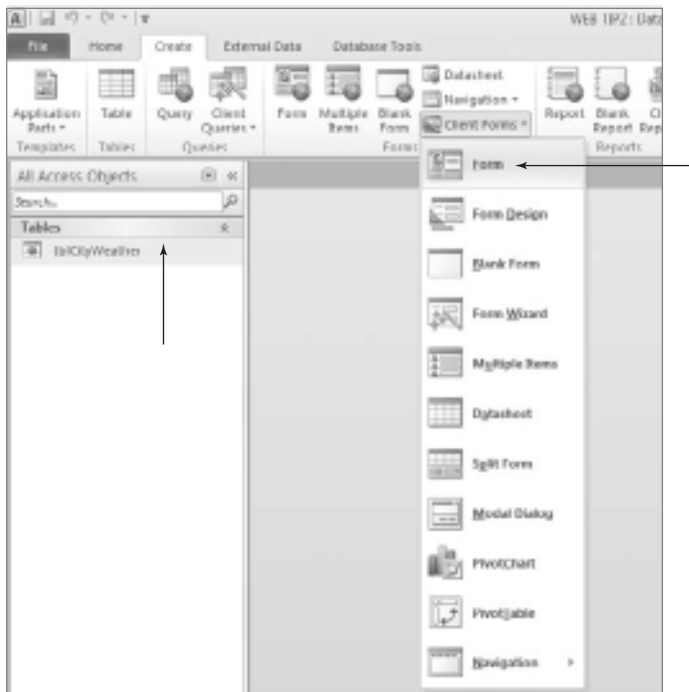 A
WEB TIP2 : Data
File Home Create External Data Database Tools
Application Parts
Table
Query
Client Queries
Form
Multiple Items
Blank Form
Datasheet
Navigation
Client Forms
Report
Blank Report
Cl
Rep
Templates Tables Queries Forms Reports
All Access Objects
Search..
Tables
tblCityWeather
Form
Form Design
Blank Form
Form Wizard
Multiple Items
Datasheet
Split Form
Modal Dialog
PivotChart
PivotTable
Navigation